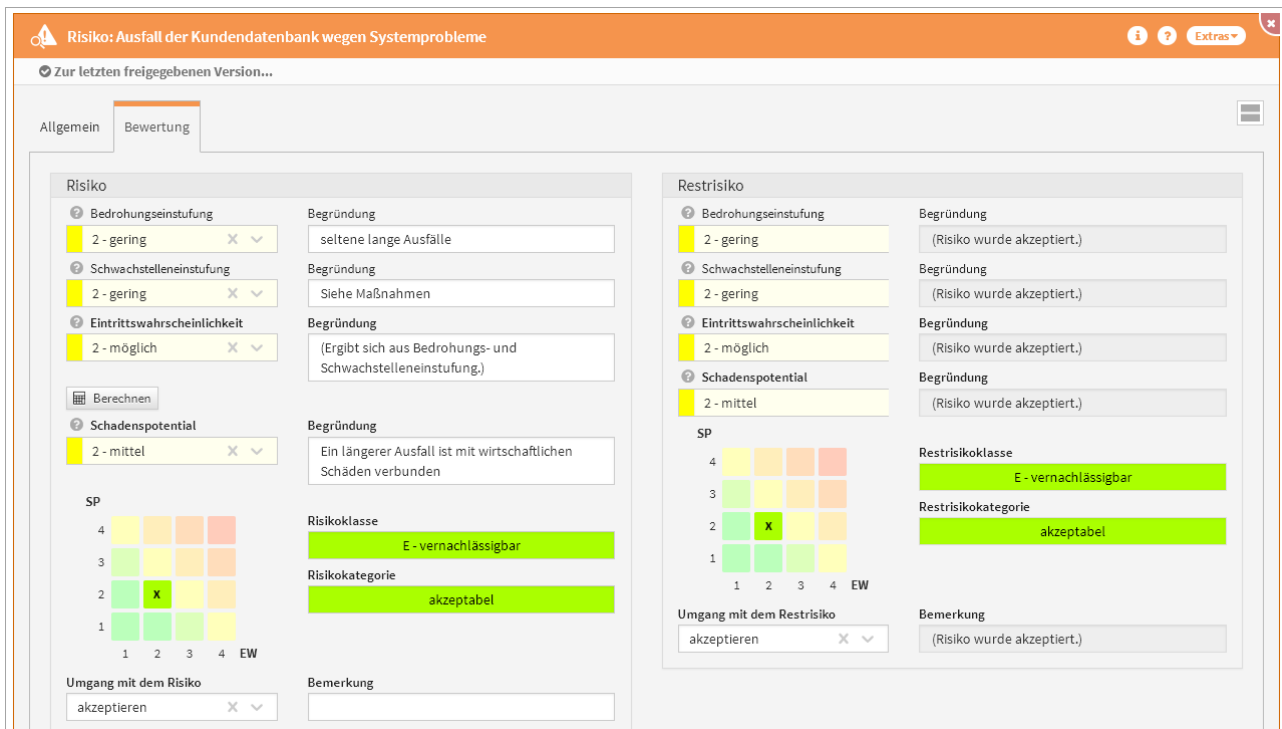 Risiko: Ausfall der Kundendatenbank wegen Systemprobleme
i ? Extras
Zur letzten freigegebenen Version...
Allgemein Bewertung
Risiko
? Bedrohungseinstufung Begründung
2 - gering seltene lange Ausfälle
? Schwachstelleneinstufung Begründung
2 - gering Siehe Maßnahmen
? Eintrittswahrscheinlichkeit Begründung
2 - möglich (Ergibt sich aus Bedrohungs- und
Schwachstelleneinstufung.)
Berechnen
? Schadenspotential Begründung
2 - mittel Ein längerer Ausfall ist mit wirtschaftlichen
Schäden verbunden
SP
4
3
2 X
1
1 2 3 4 EW
Risikoklasse
E - vernachlässigbar
Risikokategorie
akzeptabel
Umgang mit dem Risiko Bemerkung
akzeptieren
Restrisiko
? Bedrohungseinstufung Begründung
2 - gering (Risiko wurde akzeptiert.)
? Schwachstelleneinstufung Begründung
2 - gering (Risiko wurde akzeptiert.)
? Eintrittswahrscheinlichkeit Begründung
2 - möglich (Risiko wurde akzeptiert.)
? Schadenspotential Begründung
2 - mittel (Risiko wurde akzeptiert.)
SP
4
3
2 X
1
1 2 3 4 EW
Restrisikoklasse
E - vernachlässigbar
Restrisikokategorie
akzeptabel
Umgang mit dem Restrisiko Bemerkung
akzeptieren (Risiko wurde akzeptiert.)